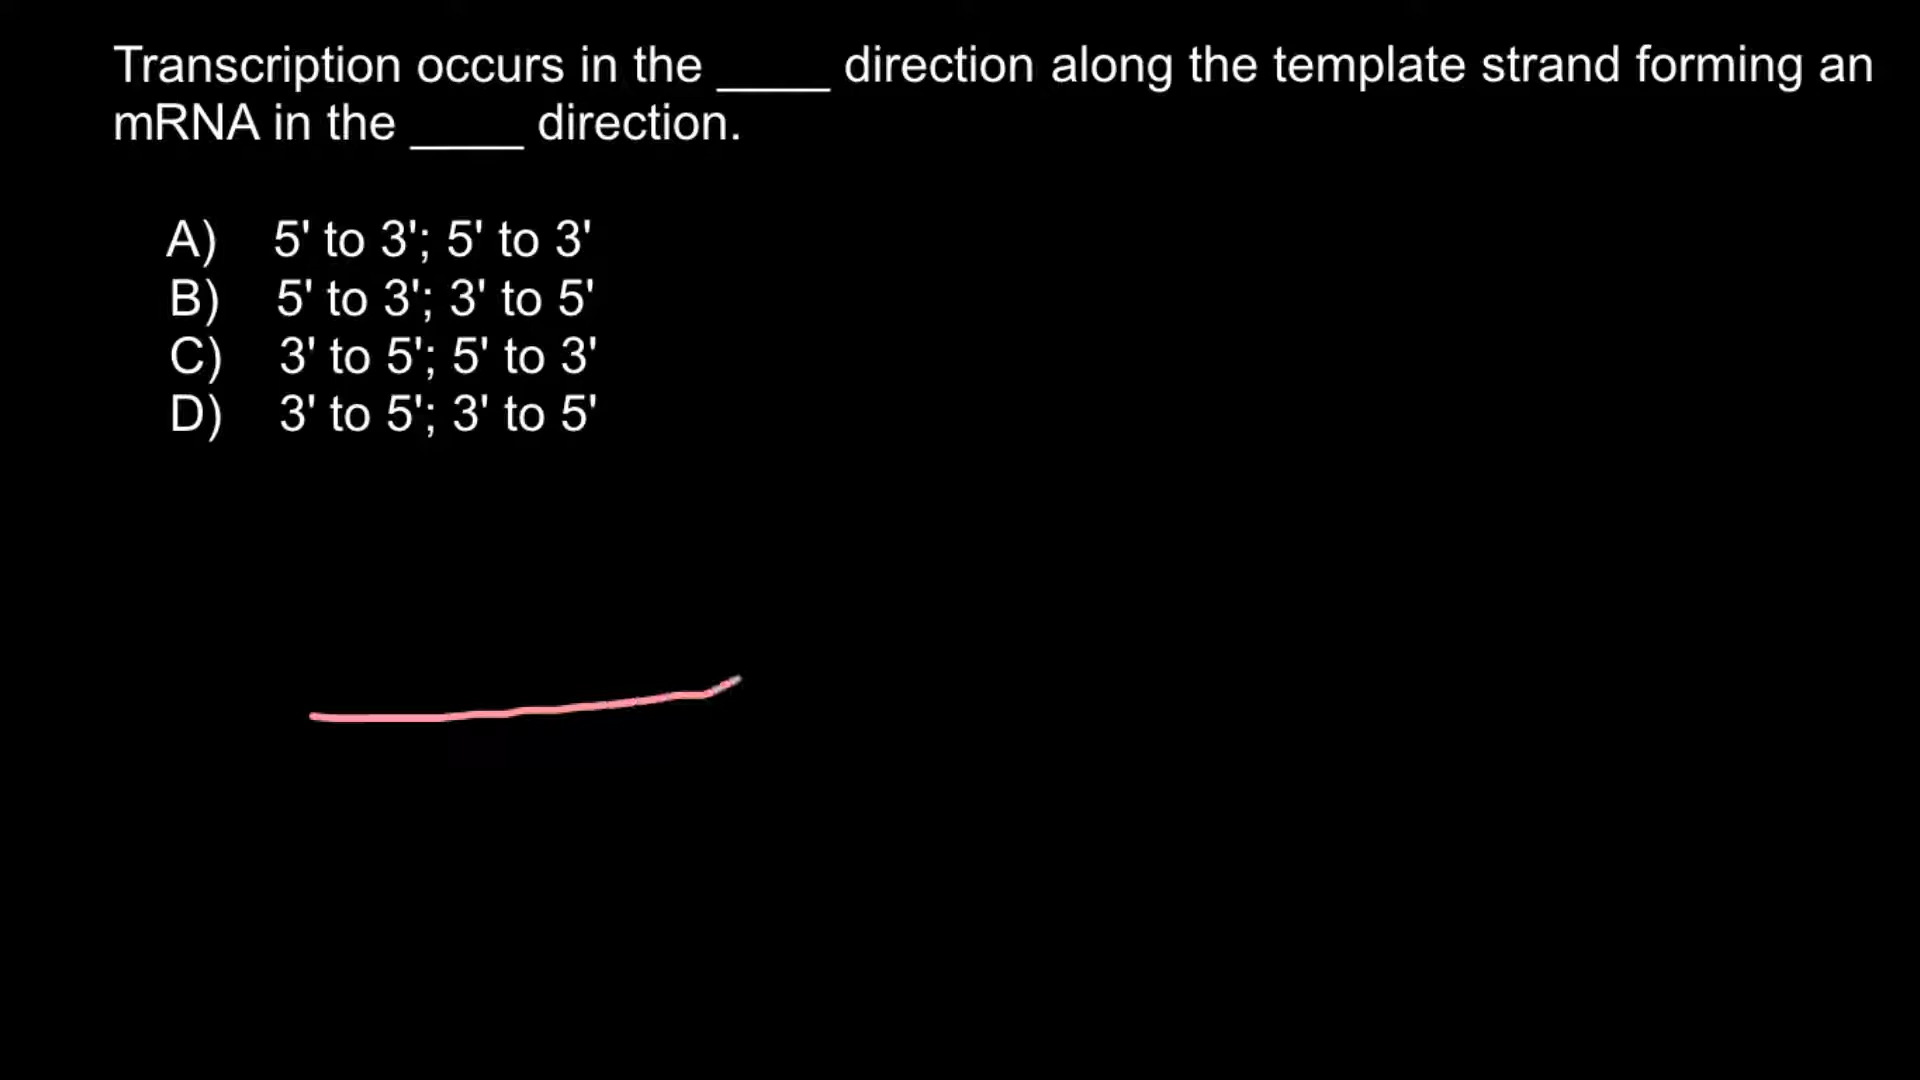 Transcription occurs in the ____ direction along the template strand forming an
mRNA in the ____ direction.
A) 5' to 3'; 5' to 3'
B) 5' to 3'; 3' to 5'
C) 3' to 5'; 5' to 3'
D) 3' to 5'; 3' to 5'